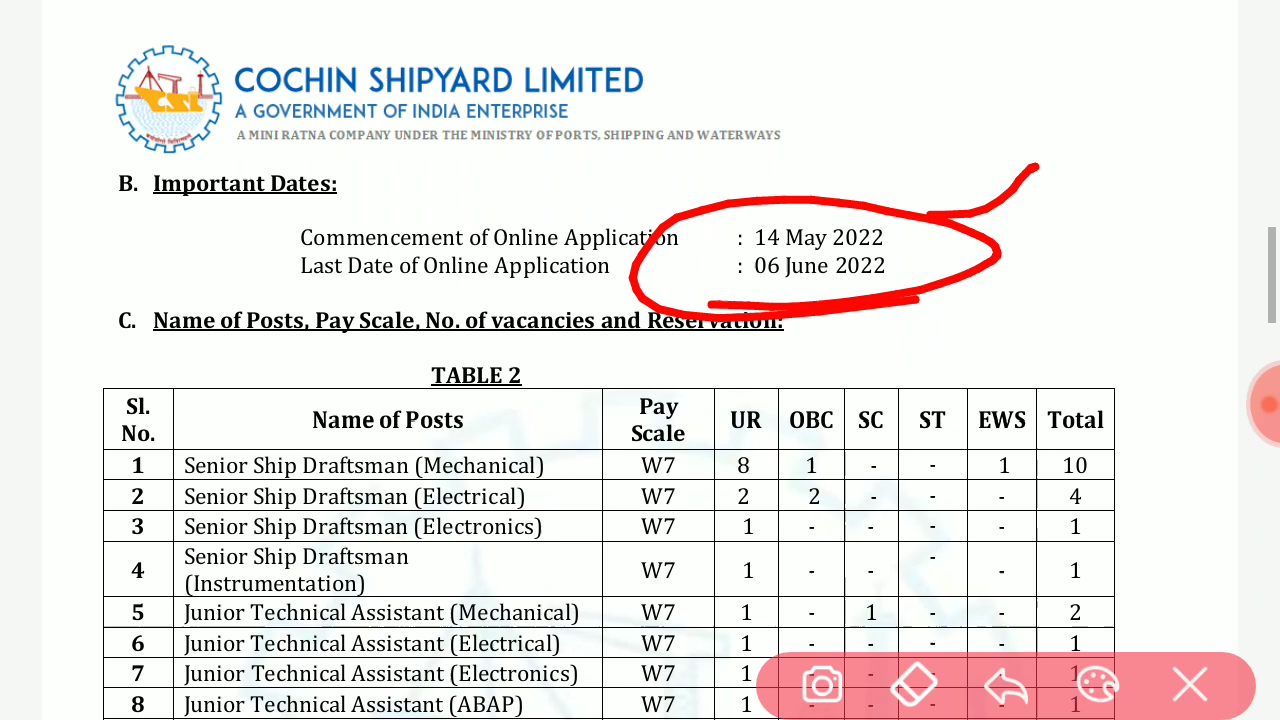 COCHIN SHIPYARD LIMITED
A GOVERNMENT OF INDIA ENTERPRISE
A MINI RATNA COMPANY UNDER THE MINISTRY OF PORTS, SHIPPING AND WATERWAYS
CSL
B. Important Dates:
Commencement of Online Application : 14 May 2022
Last Date of Online Application : 06 June 2022
C. Name of Posts, Pay Scale, No. of vacancies and Reservation:
TABLE 2
Sl. No. Name of Posts Pay Scale UR OBC SC ST EWS Total
1 Senior Ship Draftsman (Mechanical) W7 8 1 - - 1 10
2 Senior Ship Draftsman (Electrical) W7 2 2 - - - 4
3 Senior Ship Draftsman (Electronics) W7 1 - - - - 1
4 Senior Ship Draftsman (Instrumentation) W7 1 - - - - 1
5 Junior Technical Assistant (Mechanical) W7 1 - 1 - - 2
6 Junior Technical Assistant (Electrical) W7 1 - - - - 1
7 Junior Technical Assistant (Electronics) W7 1 - - - - 1
8 Junior Technical Assistant (ABAP) W7 1 - - - - 1